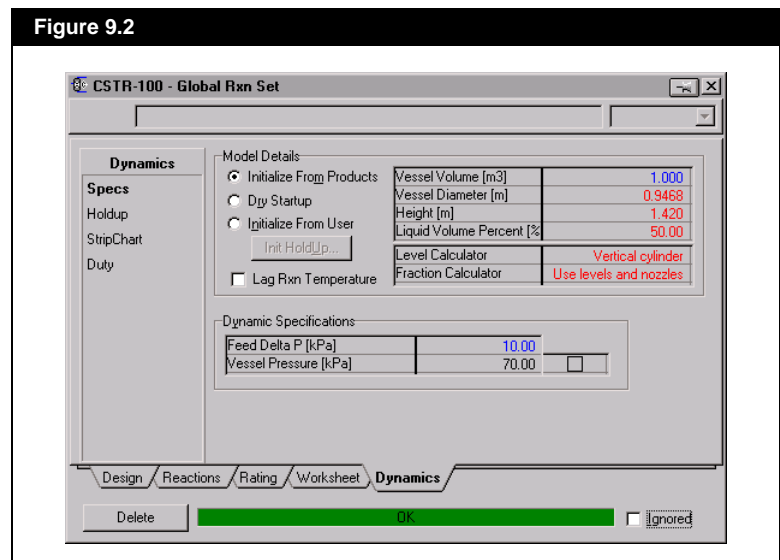 Figure 9.2
CSTR-100 - Global Rxn Set
Dynamics
Specs
Holdup
StripChart
Duty
Model Details
Initialize From Products
Dry Startup
Initialize From User
Init HoldUp...
Lag Rxn Temperature
Vessel Volume [m3] 1.000
Vessel Diameter [m] 0.9468
Height [m] 1.420
Liquid Volume Percent [% 50.00
Level Calculator Vertical cylinder
Fraction Calculator Use levels and nozzles
Dynamic Specifications
Feed Delta P [kPa] 10.00
Vessel Pressure [kPa] 70.00
Design Reactions Rating Worksheet Dynamics
Delete OK Ignored